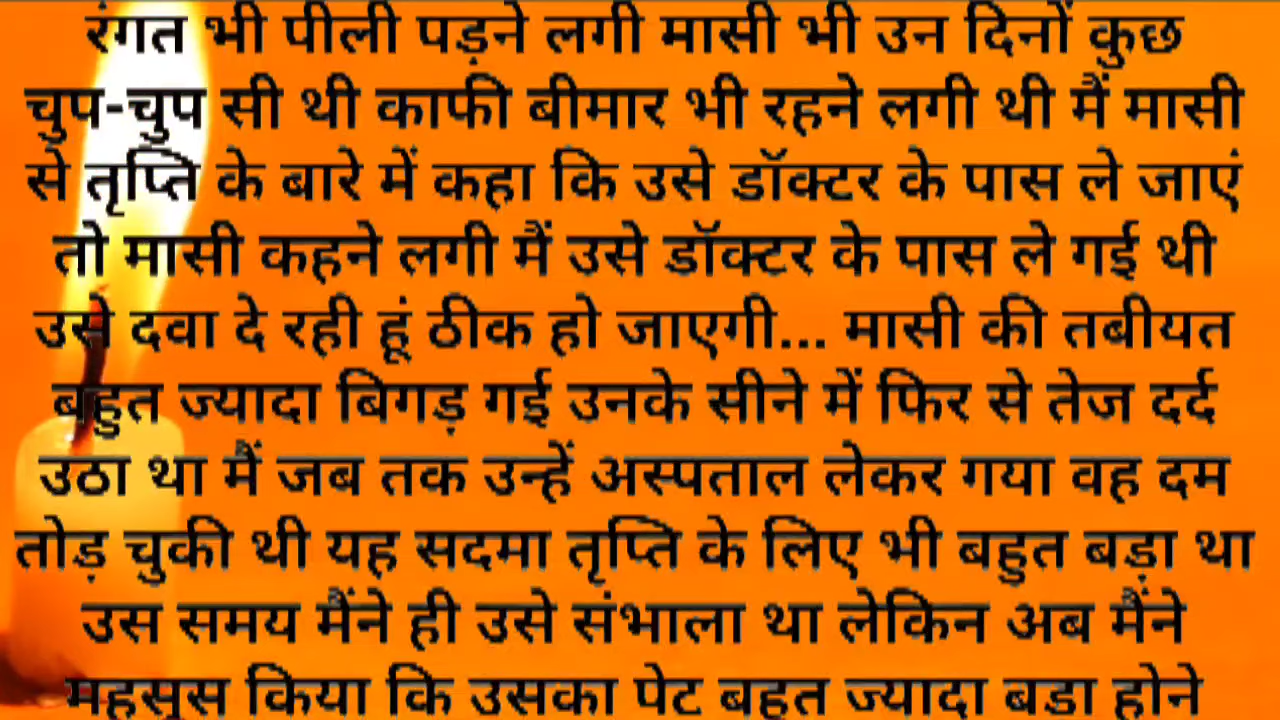 रंगत भी पीली पड़ने लगी मासी भी उन दिनों कुछ
चुप-चुप सी थी काफी बीमार भी रहने लगी थी मैं मासी
से तृप्ति के बारे में कहा कि उसे डॉक्टर के पास ले जाएं
तो मासी कहने लगी मैं उसे डॉक्टर के पास ले गई थी
उसे दवा दे रही हूं ठीक हो जाएगी... मासी की तबीयत
बहुत ज्यादा बिगड़ गई उनके सीने में फिर से तेज दर्द
उठा था मैं जब तक उन्हें अस्पताल लेकर गया वह दम
तोड़ चुकी थी यह सदमा तृप्ति के लिए भी बहुत बड़ा था
उस समय मैंने ही उसे संभाला था लेकिन अब मैंने
महसूस किया कि उसका पेट बहुत ज्यादा बड़ा होने